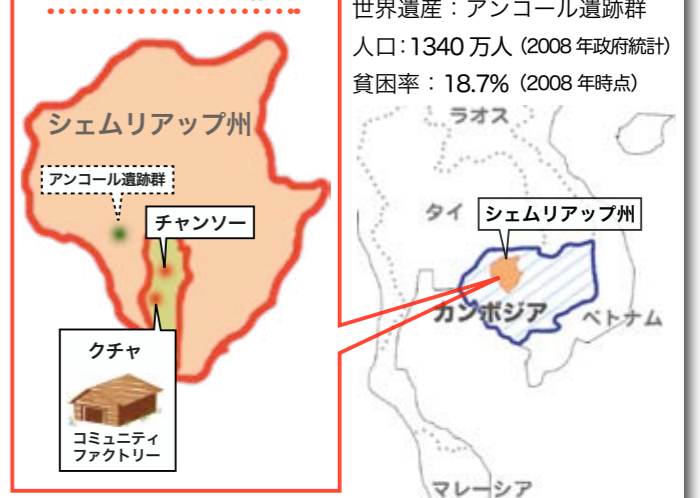 世界遺産：アンコール遺跡群
人口：1340 万人（2008 年政府統計）
貧困率：18.7%（2008 年時点）
シェムリアップ州
アンコール遺跡群
チャンソー
クチャ
コミュニティ
ファクトリー
ラオス
タイ
シェムリアップ州
カンボジア
ベトナム
マレーシア